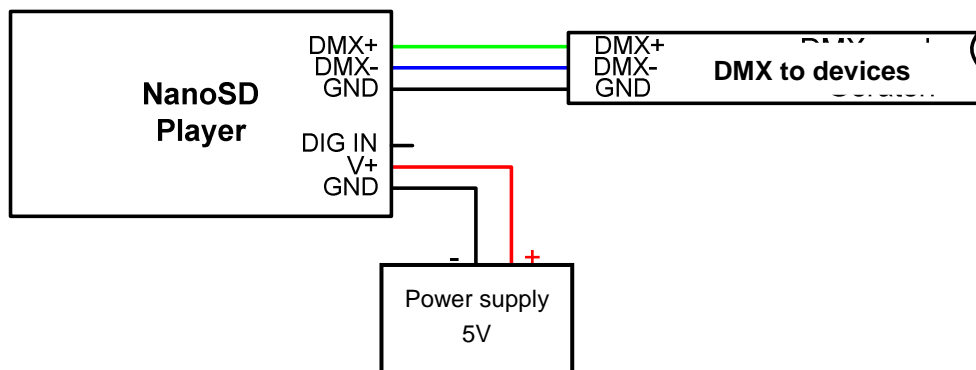 NanoSD
Player
DMX+
DMX-
GND
DIG IN
V+
GND
DMX+
DMX-
GND
DMX to devices
- +
Power supply
5V